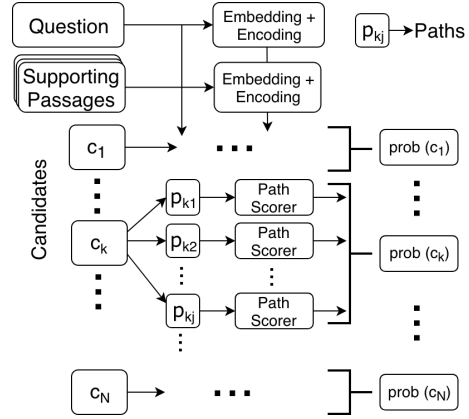 Question
Embedding +
Encoding
p_kj
Paths
Supporting
Passages
Embedding +
Encoding
Candidates
c_1
prob (c_1)
p_k1
Path
Scorer
c_k
p_k2
Path
Scorer
prob (c_k)
p_kj
Path
Scorer
c_N
prob (c_N)